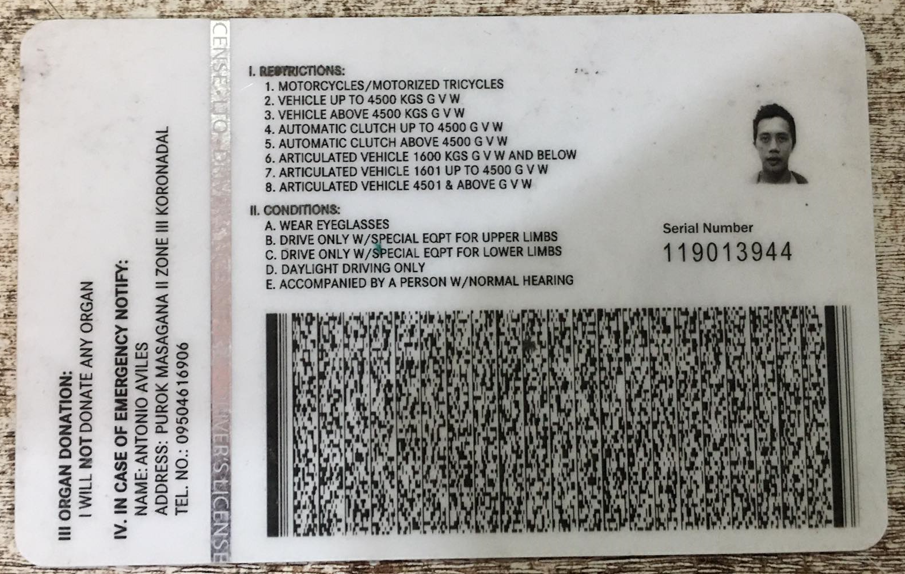 I. RESTRICTIONS:
1. MOTORCYCLES/MOTORIZED TRICYCLES
2. VEHICLE UP TO 4500 KGS G V W
3. VEHICLE ABOVE 4500 KGS G V W
4. AUTOMATIC CLUTCH UP TO 4500 G V W
5. AUTOMATIC CLUTCH ABOVE 4500 G V W
6. ARTICULATED VEHICLE 1600 KGS G V W AND BELOW
7. ARTICULATED VEHICLE 1601 UP TO 4500 G V W
8. ARTICULATED VEHICLE 4501 & ABOVE G V W
II. CONDITIONS:
A. WEAR EYEGLASSES
B. DRIVE ONLY W/SPECIAL EQPT FOR UPPER LIMBS
C. DRIVE ONLY W/SPECIAL EQPT FOR LOWER LIMBS
D. DAYLIGHT DRIVING ONLY
E. ACCOMPANIED BY A PERSON W/NORMAL HEARING
Serial Number
119013944
III ORGAN DONATION:
I WILL NOT DONATE ANY ORGAN
IV. IN CASE OF EMERGENCY NOTIFY:
NAME: ANTONIO AVILES
ADDRESS: PUROK MASAGANA II ZONE III KORONADAL
TEL. NO.: 09504616906
IVER'S LICENSE